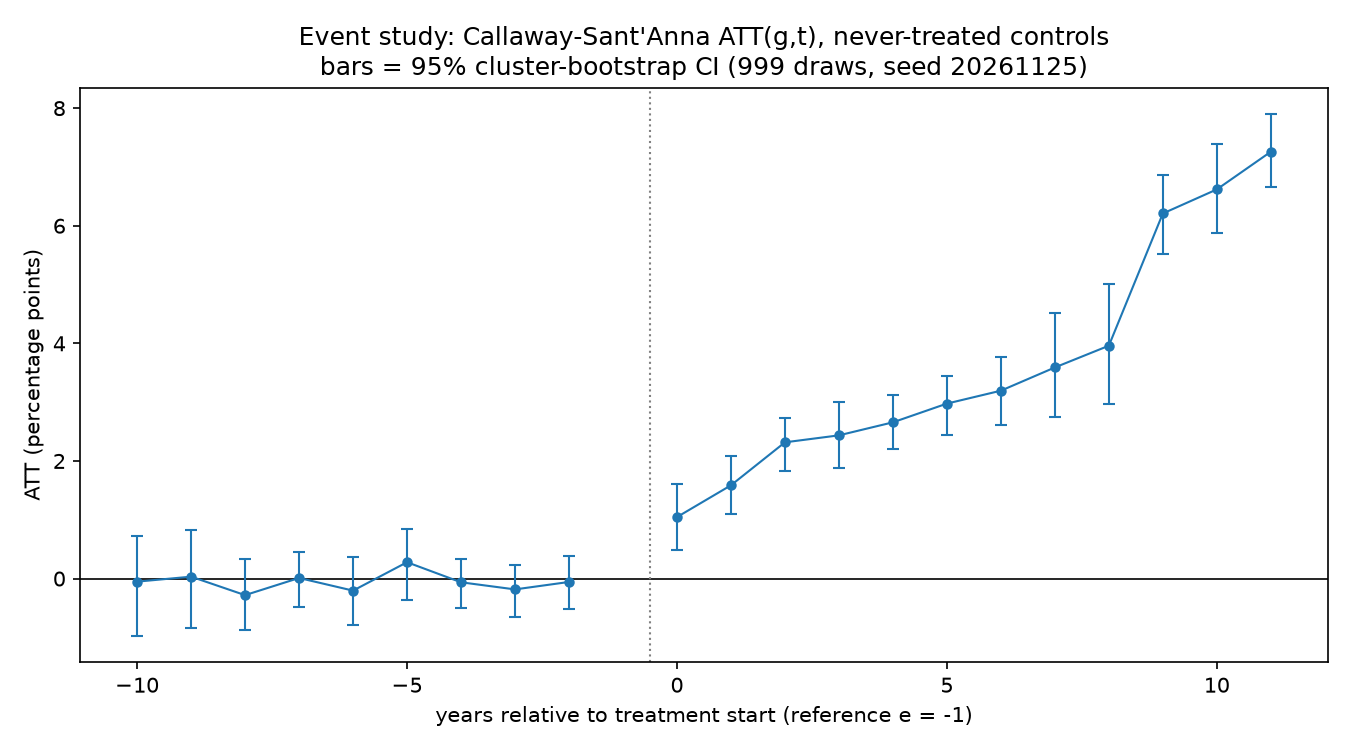 Event study: Callaway-Sant'Anna ATT(g,t), never-treated controls
bars = 95% cluster-bootstrap CI (999 draws, seed 20261125)
ATT (percentage points)
8
6
4
2
0
−10
−5
0
5
10
years relative to treatment start (reference e = -1)